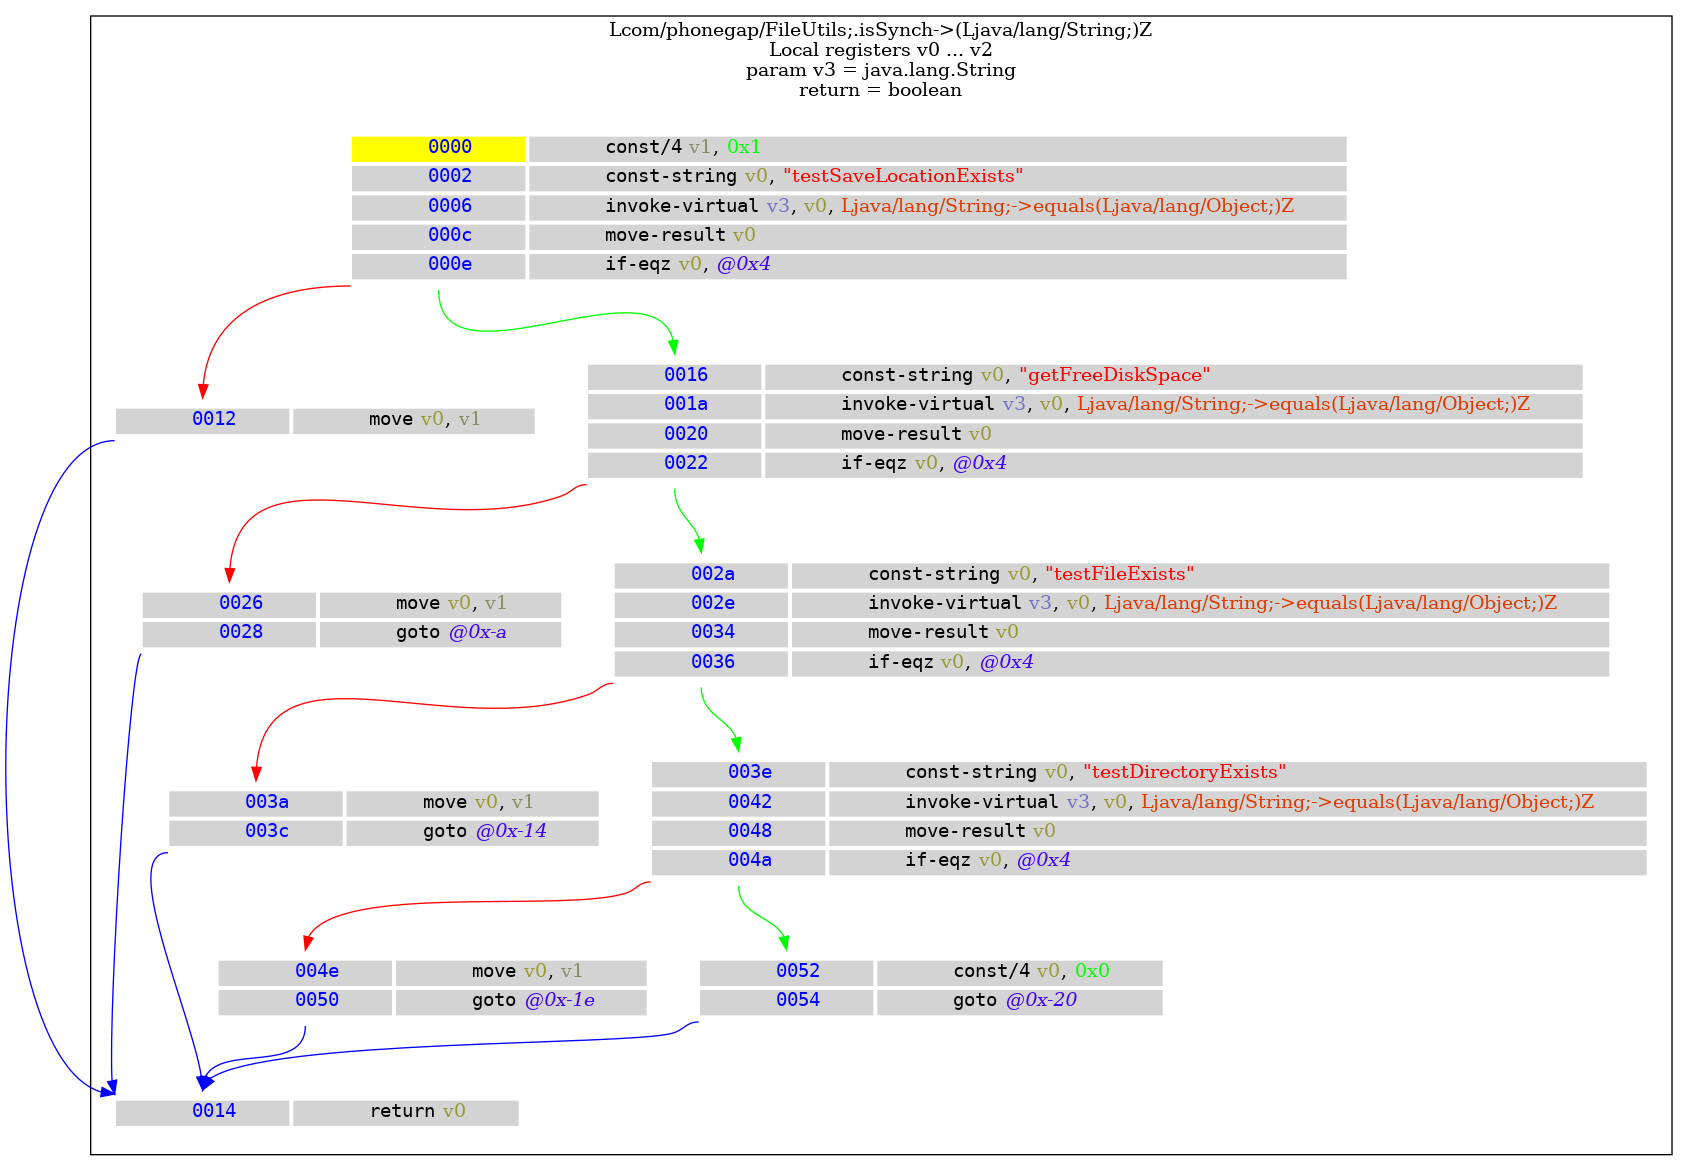 Lcom/phonegap/FileUtils;.isSynch->(Ljava/lang/String;)Z
Local registers v0 ... v2
param v3 = java.lang.String
return = boolean
0000 const/4 v1, 0x1
0002 const-string v0, "testSaveLocationExists"
0006 invoke-virtual v3, v0, Ljava/lang/String;->equals(Ljava/lang/Object;)Z
000c move-result v0
000e if-eqz v0, @0x4
0016 const-string v0, "getFreeDiskSpace"
001a invoke-virtual v3, v0, Ljava/lang/String;->equals(Ljava/lang/Object;)Z
0012 move v0, v1
0020 move-result v0
0022 if-eqz v0, @0x4
002a const-string v0, "testFileExists"
0026 move v0, v1
002e invoke-virtual v3, v0, Ljava/lang/String;->equals(Ljava/lang/Object;)Z
0028 goto @0x-a
0034 move-result v0
0036 if-eqz v0, @0x4
003e const-string v0, "testDirectoryExists"
003a move v0, v1
0042 invoke-virtual v3, v0, Ljava/lang/String;->equals(Ljava/lang/Object;)Z
003c goto @0x-14
0048 move-result v0
004a if-eqz v0, @0x4
004e move v0, v1
0052 const/4 v0, 0x0
0050 goto @0x-1e
0054 goto @0x-20
0014 return v0